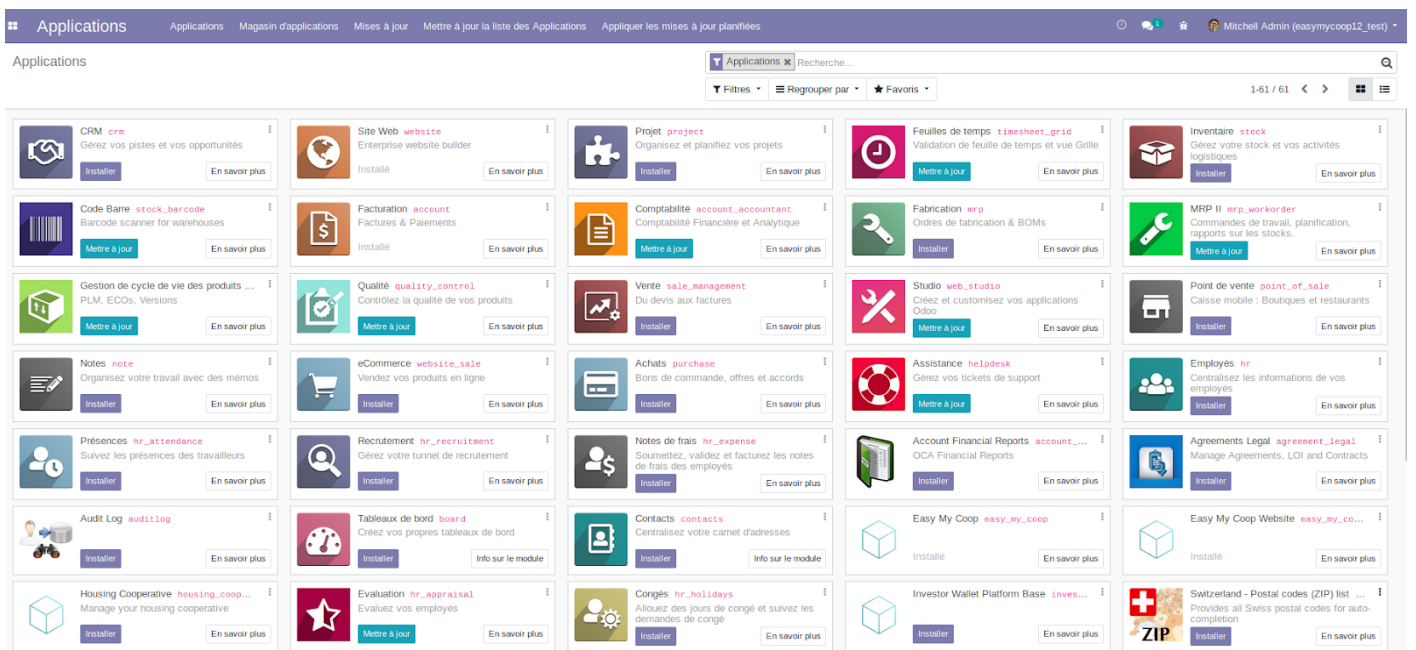 Applications Applications Magasin d'applications Mises à jour Mettre à jour la liste des Applications Appliquer les mises à jour planifiées 1 Mitchell Admin (easymycoop12_test)
Applications Applications Recherche...
Filtres Regrouper par Favoris 1-61 / 61
CRM crm
Gérez vos pistes et vos opportunités
Installer En savoir plus
Site Web website
Enterprise website builder
Installé En savoir plus
Projet project
Organisez et planifiez vos projets
Installer En savoir plus
Feuilles de temps timesheet_grid
Validation de feuille de temps et vue Grille
Mettre à jour En savoir plus
Inventaire stock
Gérez votre stock et vos activités
logistiques
Installer En savoir plus
Code Barre stock_barcode
Barcode scanner for warehouses
Mettre à jour En savoir plus
Facturation account
Factures & Paiements
Installé En savoir plus
Comptabilité account_accountant
Comptabilité Financière et Analytique
Mettre à jour En savoir plus
Fabrication mrp
Ordres de fabrication & BOMs
Installer En savoir plus
MRP II mrp_workorder
Commandes de travail, planification,
rapports sur les stocks.
Mettre à jour En savoir plus
Gestion de cycle de vie des produits ...
PLM, ECOs, Versions
Mettre à jour En savoir plus
Qualité quality_control
Contrôlez la qualité de vos produits
Mettre à jour En savoir plus
Vente sale_management
Du devis aux factures
Installer En savoir plus
Studio web_studio
Créez et customisez vos applications
Odoo
Mettre à jour En savoir plus
Point de vente point_of_sale
Caisse mobile : Boutiques et restaurants
Installer En savoir plus
Notes note
Organisez votre travail avec des mémos
Installer En savoir plus
eCommerce website_sale
Vendez vos produits en ligne
Installer En savoir plus
Achats purchase
Bons de commande, offres et accords
Installer En savoir plus
Assistance helpdesk
Gérez vos tickets de support
Mettre à jour En savoir plus
Employés hr
Centralisez les informations de vos
employés
Installer En savoir plus
Présences hr_attendance
Suivez les présences des travailleurs
Installer En savoir plus
Recrutement hr_recruitment
Gérez votre tunnel de recrutement
Installer En savoir plus
Notes de frais hr_expense
Soumettez, validez et facturez les notes
de frais des employés
Installer En savoir plus
Account Financial Reports account_...
OCA Financial Reports
Installer En savoir plus
Agreements Legal agreement_legal
Manage Agreements, LOI and Contracts
Installer En savoir plus
Audit Log auditlog
Installer En savoir plus
Tableaux de bord board
Créez vos propres tableaux de bord
Installer Info sur le module
Contacts contacts
Centralisez votre carnet d'adresses
Installer Info sur le module
Easy My Coop easy_my_coop
Installé En savoir plus
Easy My Coop Website easy_my_co...
Installé En savoir plus
Housing Cooperative housing_coop...
Manage your housing cooperative
Installer En savoir plus
Evaluation hr_appraisal
Evaluez vos employés
Mettre à jour En savoir plus
Congés hr_holidays
Allouez des jours de congé et suivez les
demandes de congé
Installer En savoir plus
Investor Wallet Platform Base inves...
Installer En savoir plus
ZIP
Switzerland - Postal codes (ZIP) list ...
Provides all Swiss postal codes for auto-
completion
Installer En savoir plus